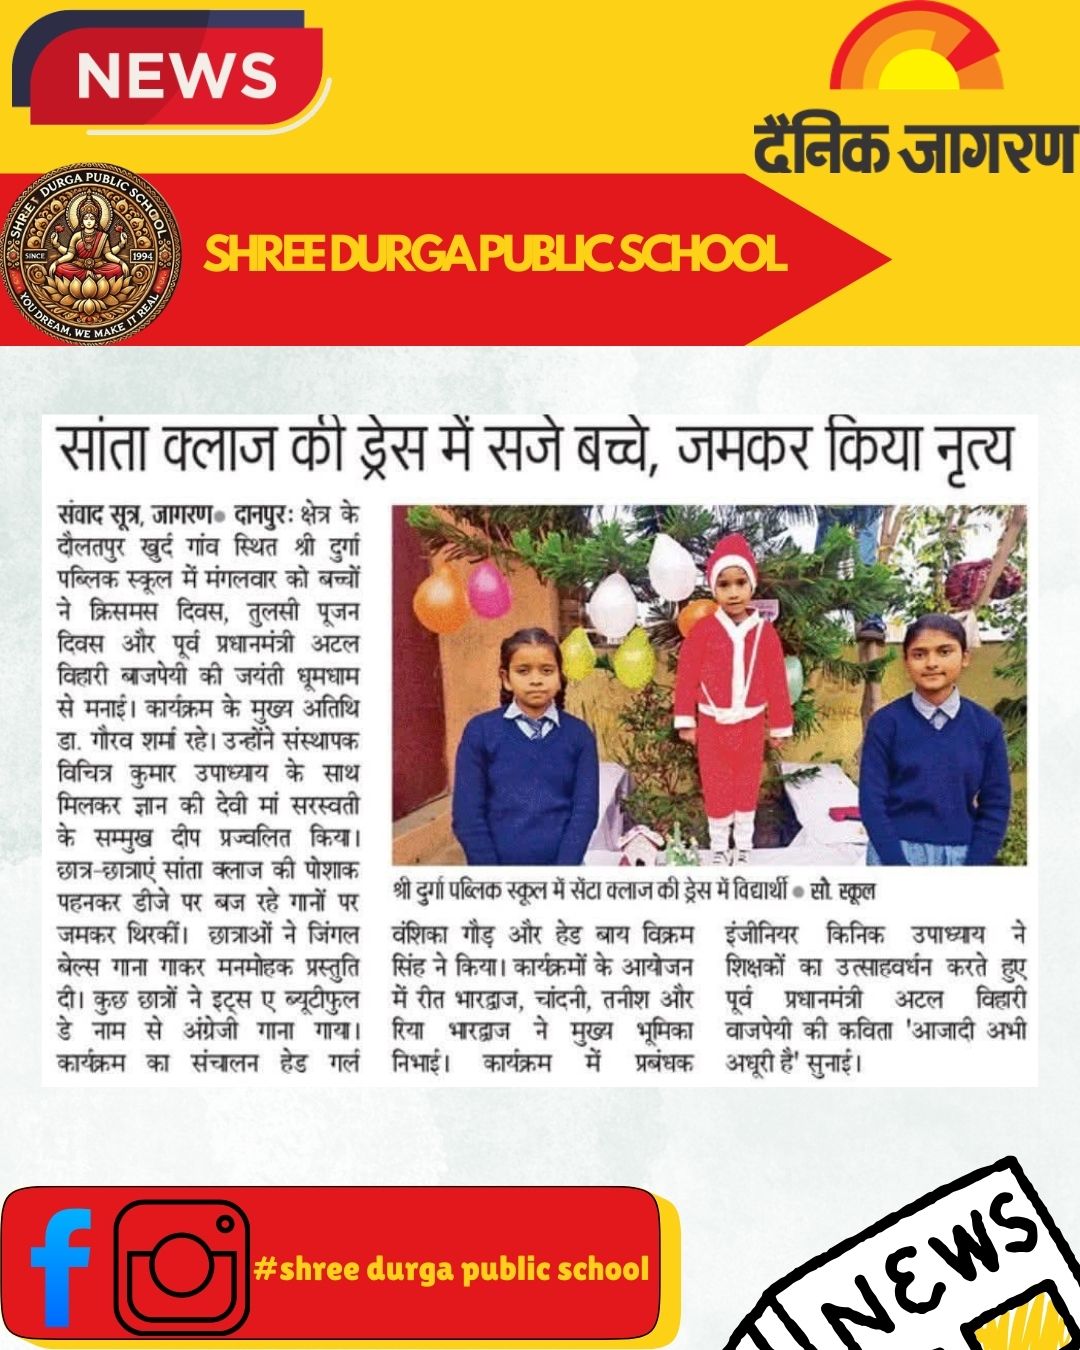 NEWS
दैनिक जागरण
SHREE DURGA PUBLIC SCHOOL
SINCE 1994
YOU DREAM, WE MAKE IT REAL
SHREE DURGA PUBLIC SCHOOL
सांता क्लाज की ड्रेस में सजे बच्चे, जमकर किया नृत्य
संवाद सूत्र, जागरण● दानपुरः क्षेत्र के
दौलतपुर खुर्द गांव स्थित श्री दुर्गा
पब्लिक स्कूल में मंगलवार को बच्चों
ने क्रिसमस दिवस, तुलसी पूजन
दिवस और पूर्व प्रधानमंत्री अटल
विहारी बाजपेयी की जयंती धूमधाम
से मनाई। कार्यक्रम के मुख्य अतिथि
डा. गौरव शर्मा रहे। उन्होंने संस्थापक
विचित्र कुमार उपाध्याय के साथ
मिलकर ज्ञान की देवी मां सरस्वती
के सम्मुख दीप प्रज्वलित किया।
छात्र-छात्राएं सांता क्लाज की पोशाक
पहनकर डीजे पर बज रहे गानों पर
जमकर थिरकीं। छात्राओं ने जिंगल
बेल्स गाना गाकर मनमोहक प्रस्तुति
दी। कुछ छात्रों ने इट्स ए ब्यूटीफुल
डे नाम से अंग्रेजी गाना गाया।
कार्यक्रम का संचालन हेड गर्ल
श्री दुर्गा पब्लिक स्कूल में सेंटा क्लाज की ड्रेस में विद्यार्थी ● सौ. स्कूल
वंशिका गौड़ और हेड बाय विक्रम
सिंह ने किया। कार्यक्रमों के आयोजन
में रीत भारद्वाज, चांदनी, तनीश और
रिया भारद्वाज ने मुख्य भूमिका
निभाई। कार्यक्रम में प्रबंधक
इंजीनियर किनिक उपाध्याय ने
शिक्षकों का उत्साहवर्धन करते हुए
पूर्व प्रधानमंत्री अटल विहारी
वाजपेयी की कविता 'आजादी अभी
अधूरी है' सुनाई।
#shree durga public school
NEWS